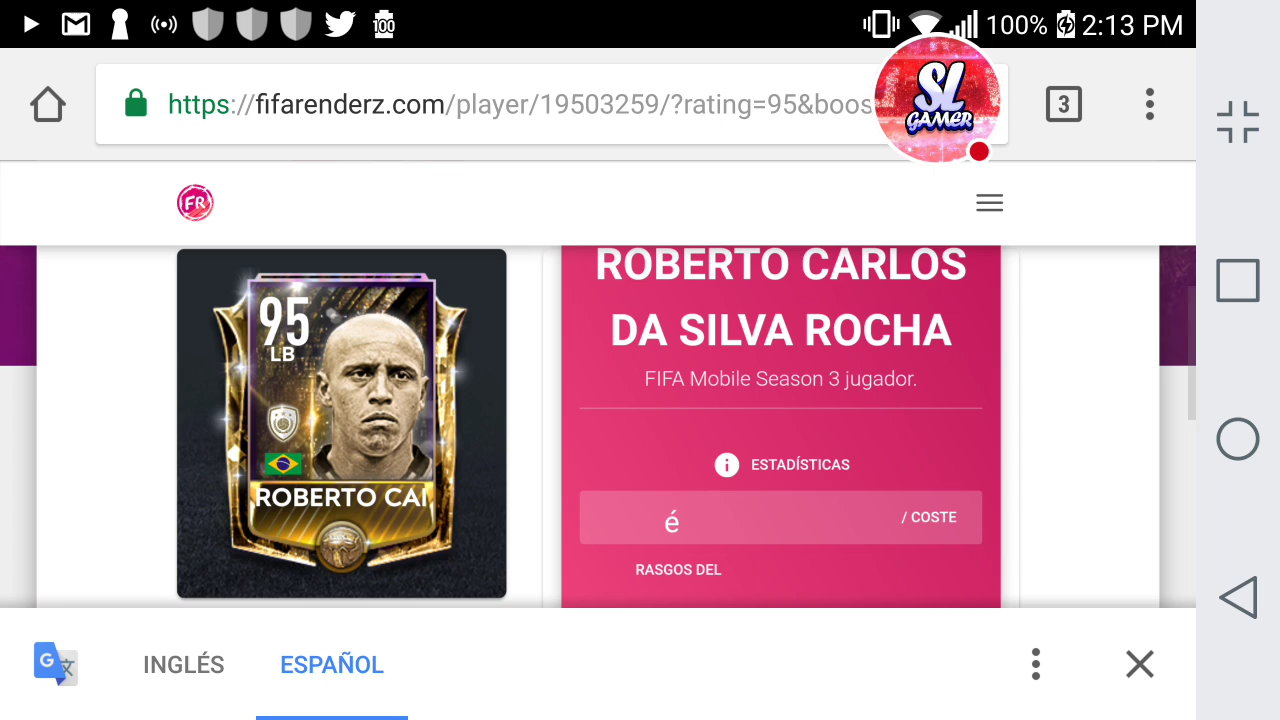 100
100% 2:13 PM
https://fifarenderz.com/player/19503259/?rating=95&boos
3
SL
GAMER
FR
95
LB
ROBERTO CAI
ROBERTO CARLOS
DA SILVA ROCHA
FIFA Mobile Season 3 jugador.
ESTADÍSTICAS
é
/ COSTE
RASGOS DEL
G
INGLÉS
ESPAÑOL